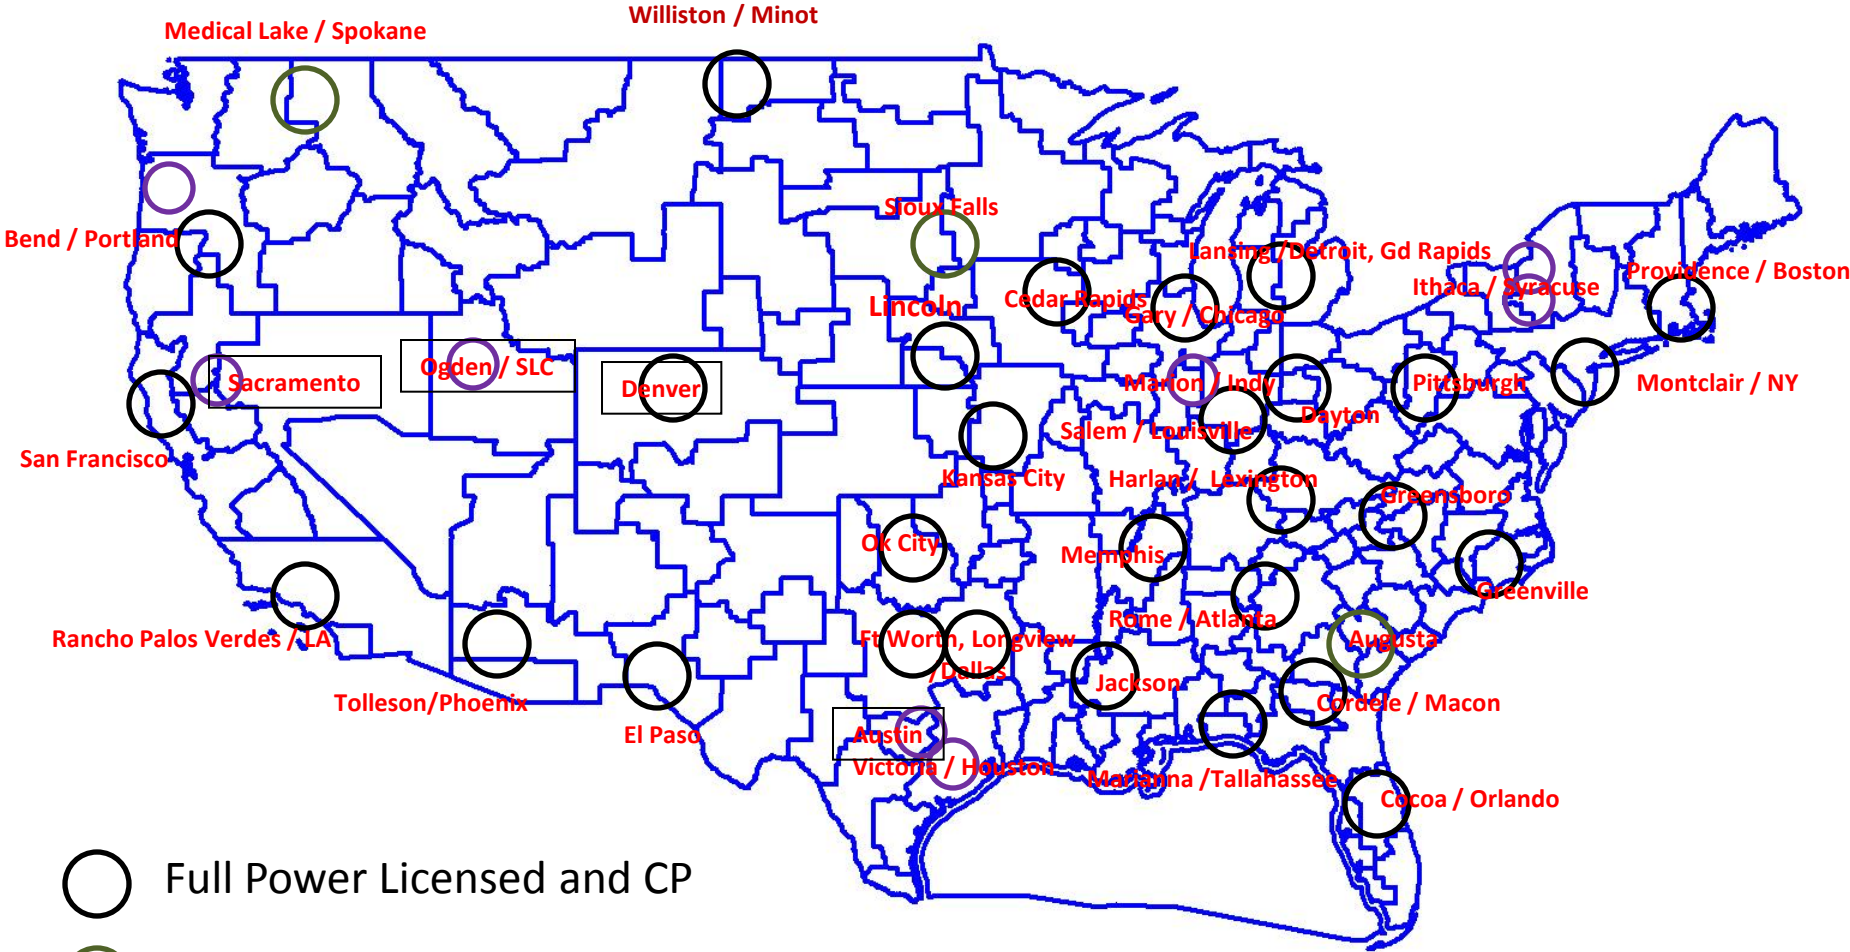 Williston / Minot
Medical Lake / Spokane
Sioux Falls
Bend / Portland
Lansing /Detroit, Gd Rapids
Providence / Boston
Ithaca / Syracuse
Cedar Rapids
Lincoln
Gary / Chicago
Ogden / SLC
Sacramento
Denver
Marion / Indy
Pittsburgh
Montclair / NY
Dayton
Salem / Louisville
San Francisco
Kansas City
Harlan / Lexington
Greensboro
Ok City
Memphis
Greenville
Rome / Atlanta
Rancho Palos Verdes / LA
Ft Worth, Longview
/Dallas
Augusta
Jackson
Tolleson/Phoenix
Cordele / Macon
El Paso
Austin
Victoria / Houston
Marianna /Tallahassee
Cocoa / Orlando
Full Power Licensed and CP